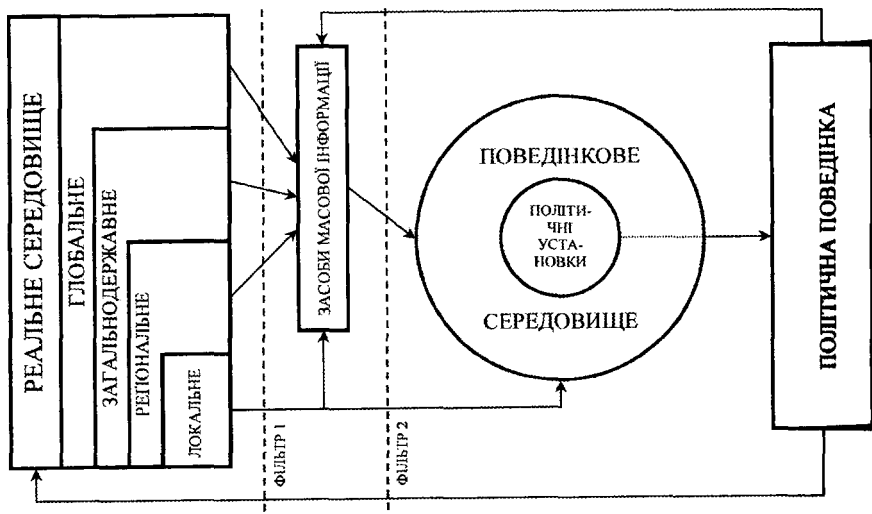 РЕАЛЬНЕ СЕРЕДОВИЩЕ
ГЛОБАЛЬНЕ
ЗАГАЛЬНОДЕРЖАВНЕ
РЕГІОНАЛЬНЕ
ЛОКАЛЬНЕ
ФІЛЬТР 1
ЗАСОБИ МАСОВОЇ ІНФОРМАЦІЇ
ФІЛЬТР 2
ПОВЕДІНКОВЕ
ПОЛІТИ-
ЧНІ
УСТА-
НОВКИ
СЕРЕДОВИЩЕ
ПОЛІТИЧНА ПОВЕДІНКА